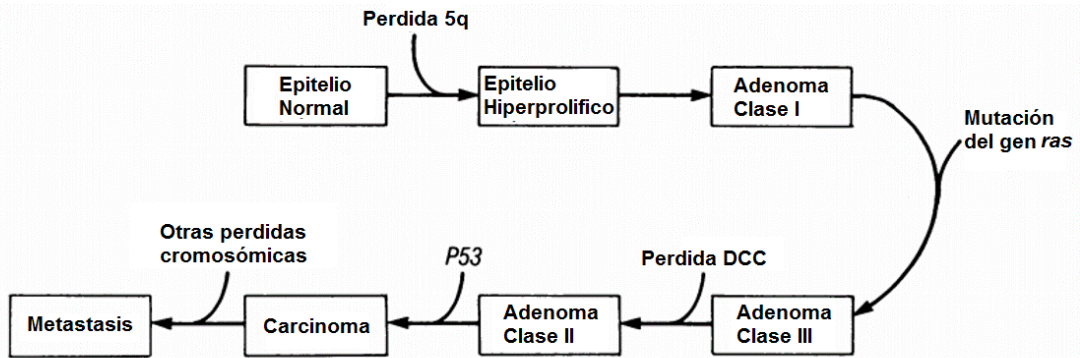 Perdida 5q
Epitelio
Normal
Epitelio
Hiperprolifico
Adenoma
Clase I
Mutación
del gen ras
Adenoma
Clase III
Perdida DCC
Adenoma
Clase II
P53
Carcinoma
Otras perdidas
cromosómicas
Metastasis